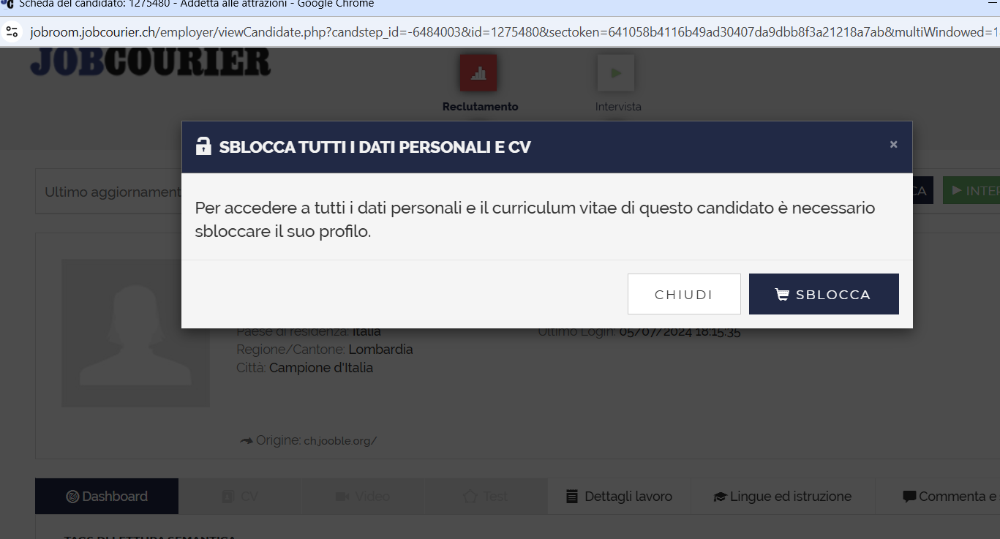 Scheda del candidato: 1275480 - Addetta alle attrazioni - Google Chrome
jobroom.jobcourier.ch/employer/viewCandidate.php?candstep_id=-6484003&id=1275480&sectoken=641058b4116b49ad30407da9dbb8f3a21218a7ab&multiWindowed=1
JOBCOURIER
Reclutamento Intervista
SBLOCCA TUTTI I DATI PERSONALI E CV ×
Ultimo aggiornament CA INTER
Per accedere a tutti i dati personali e il curriculum vitae di questo candidato è necessario
sbloccare il suo profilo.
CHIUDI SBLOCCA
Paese di residenza: Italia Ultimo Login: 05/07/2024 18:15:35
Regione/Cantone: Lombardia
Città: Campione d'Italia
Origine: ch.jooble.org/
Dashboard CV Video Test Dettagli lavoro Lingue ed istruzione Commenta e
TAGS DI LETTURA SEMANTICA